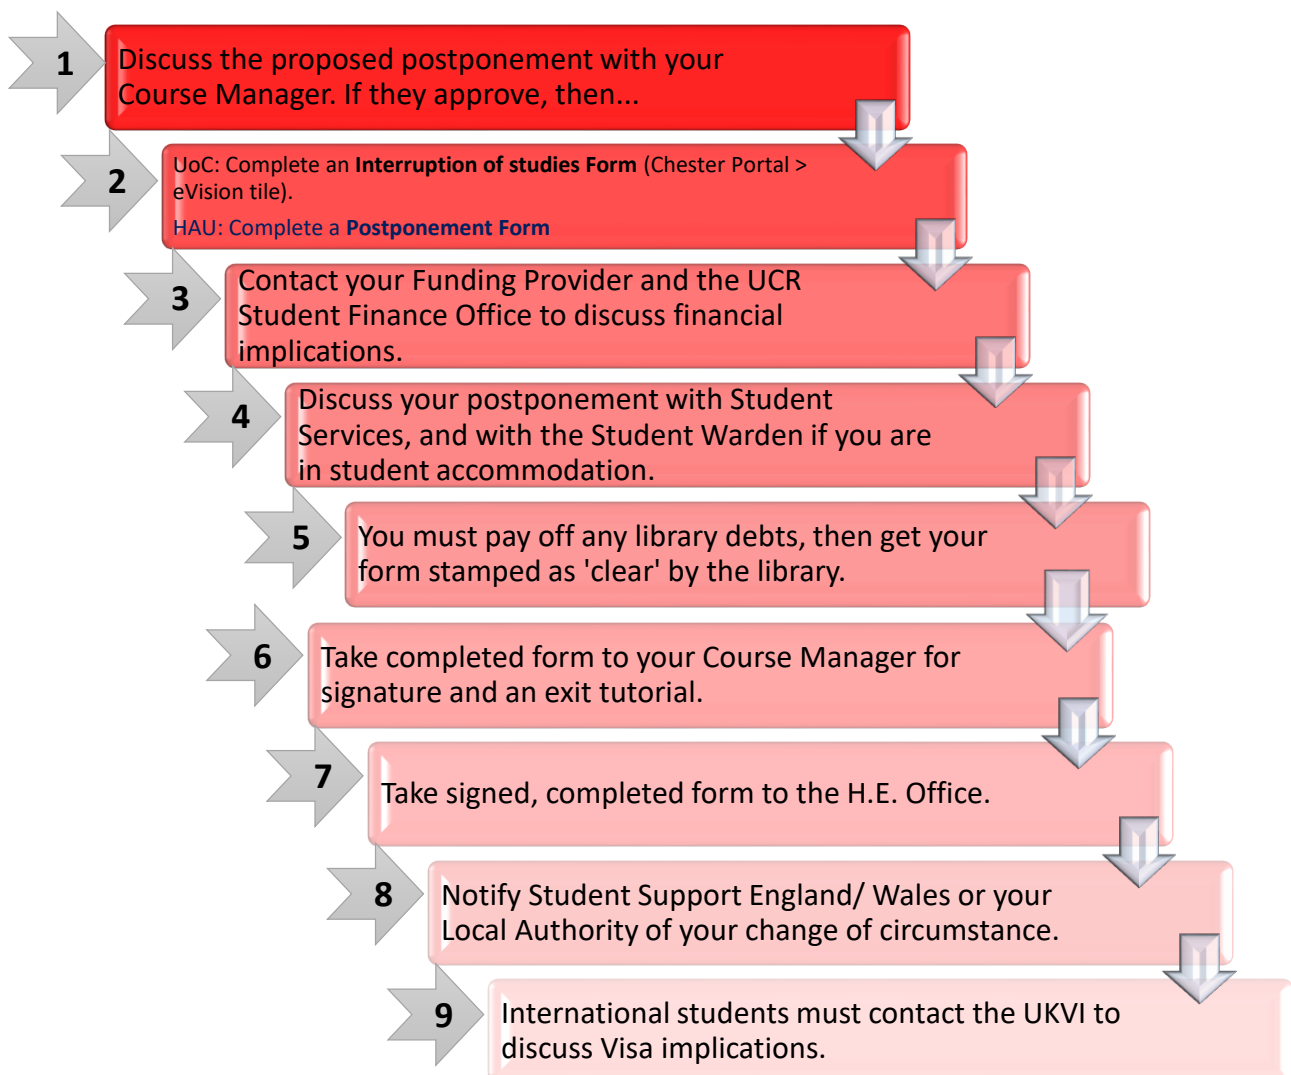 1
Discuss the proposed postponement with your
Course Manager. If they approve, then...
2
UoC: Complete an Interruption of studies Form (Chester Portal >
eVision tile).
HAU: Complete a Postponement Form
3
Contact your Funding Provider and the UCR
Student Finance Office to discuss financial
implications.
4
Discuss your postponement with Student
Services, and with the Student Warden if you are
in student accommodation.
5
You must pay off any library debts, then get your
form stamped as 'clear' by the library.
6
Take completed form to your Course Manager for
signature and an exit tutorial.
7
Take signed, completed form to the H.E. Office.
8
Notify Student Support England/ Wales or your
Local Authority of your change of circumstance.
9
International students must contact the UKVI to
discuss Visa implications.